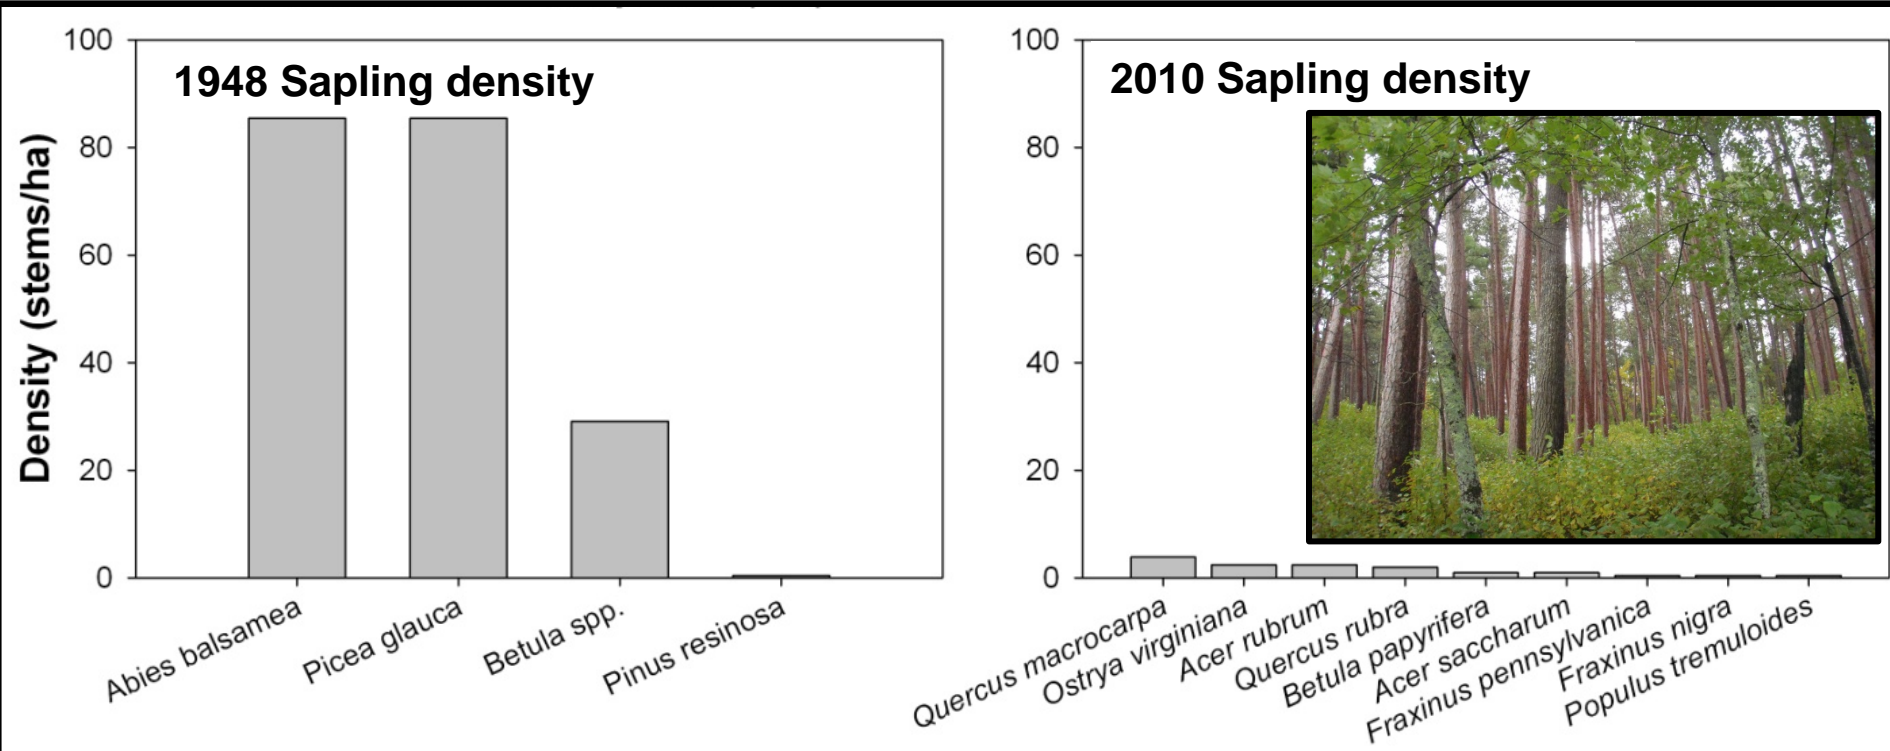 1948 Sapling density
Density (stems/ha)
100
80
60
40
20
0
Abies balsamea
Picea glauca
Betula spp.
Pinus resinosa
2010 Sapling density
100
80
60
40
20
0
Quercus macrocarpa
Ostrya virginiana
Acer rubrum
Quercus rubra
Betula papyrifera
Acer saccharum
Fraxinus pennsylvanica
Fraxinus nigra
Populus tremuloides